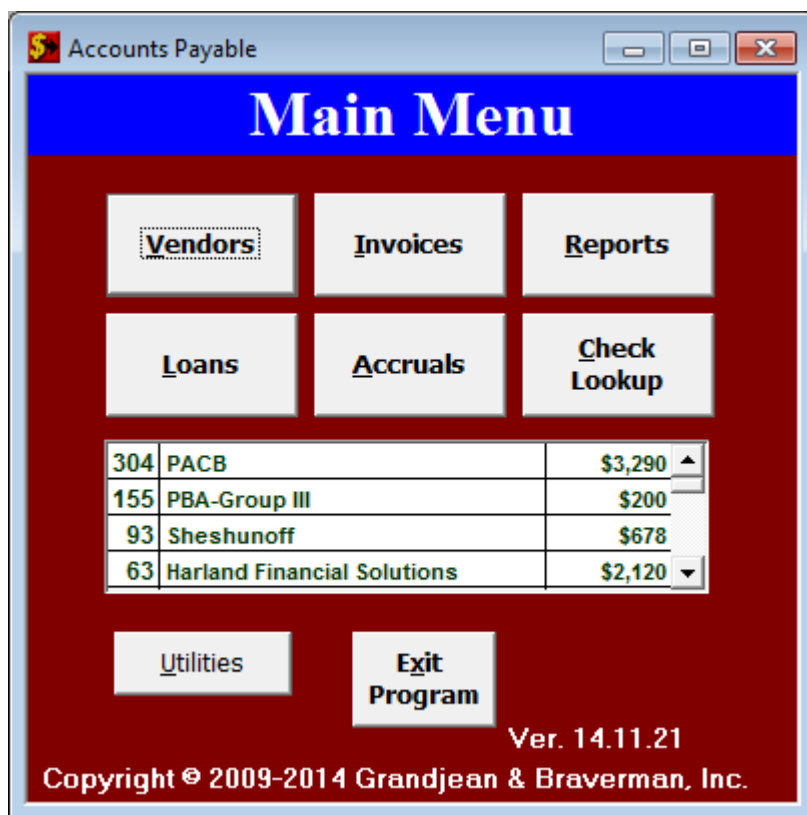 Accounts Payable
Main Menu
Vendors Invoices Reports
Loans Accruals Check
Lookup
304 PACB $3,290
155 PBA-Group III $200
93 Sheshunoff $678
63 Harland Financial Solutions $2,120
Utilities Exit
Program
Ver. 14.11.21
Copyright © 2009-2014 Grandjean & Braverman, Inc.